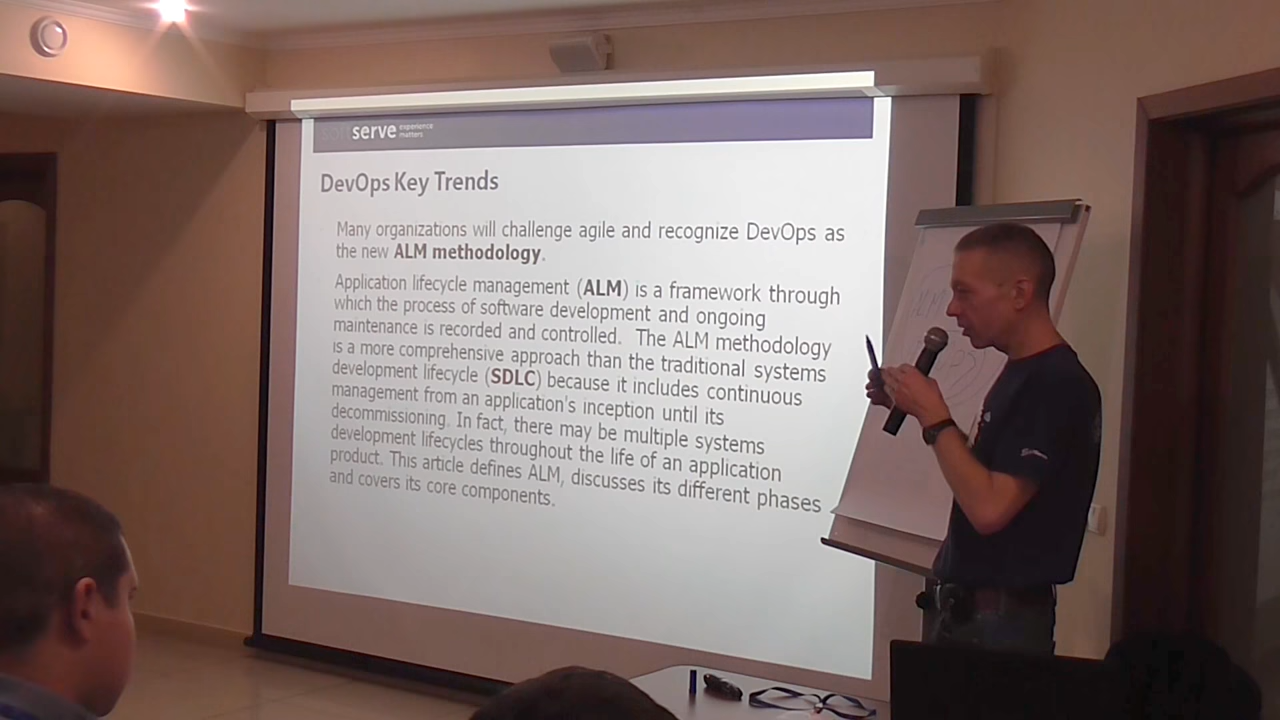 softserve experience
matters
DevOps Key Trends
Many organizations will challenge agile and recognize DevOps as
the new ALM methodology.
Application lifecycle management (ALM) is a framework through
which the process of software development and ongoing
maintenance is recorded and controlled. The ALM methodology
is a more comprehensive approach than the traditional systems
development lifecycle (SDLC) because it includes continuous
management from an application's inception until its
decommissioning. In fact, there may be multiple systems
development lifecycles throughout the life of an application
product. This article defines ALM, discusses its different phases
and covers its core components.
ALM